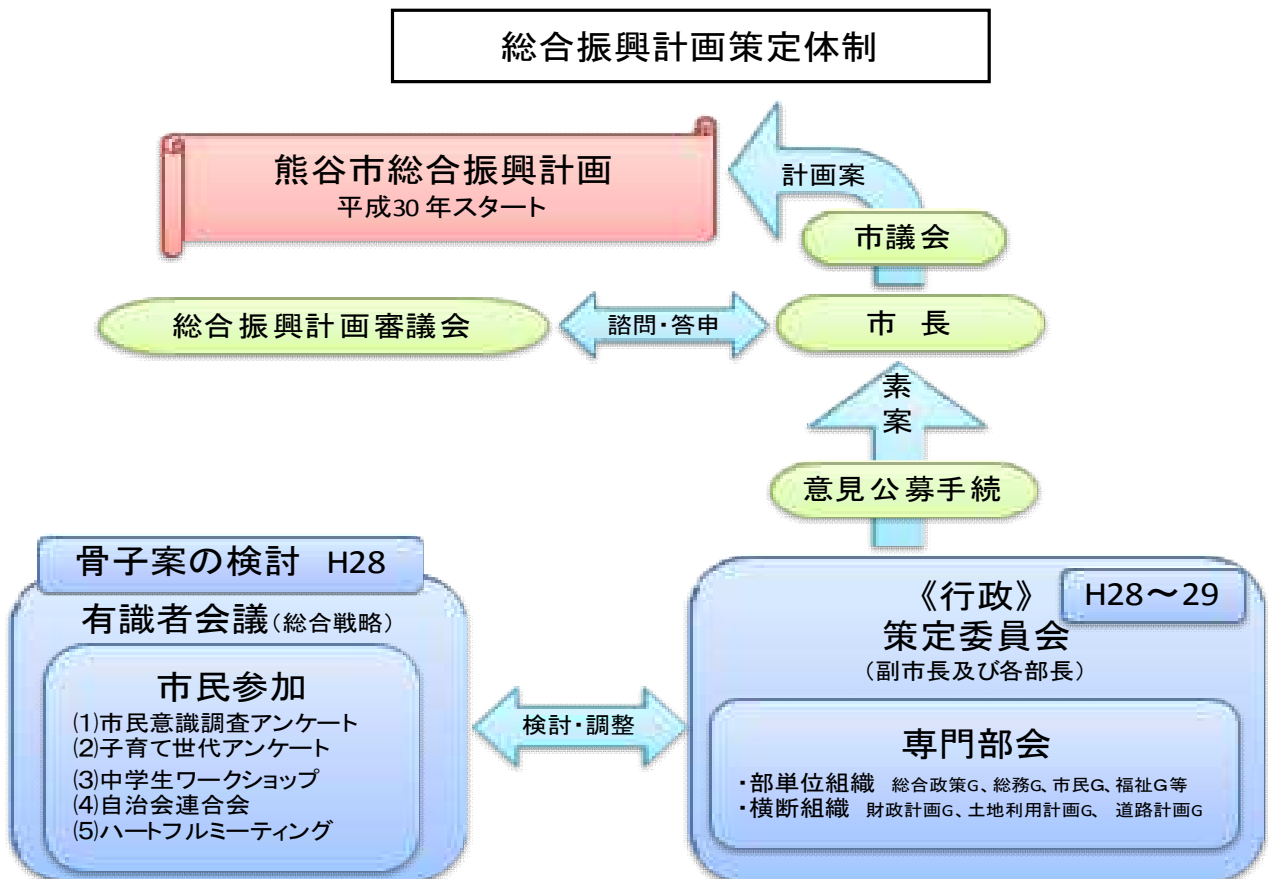 総合振興計画策定体制
熊谷市総合振興計画
平成30年スタート
計画案
市議会
総合振興計画審議会
諮問・答申
市 長
素
案
意見公募手続
骨子案の検討 H28
有識者会議(総合戦略)
市民参加
⑴市民意識調査アンケート
⑵子育て世代アンケート
⑶中学生ワークショップ
⑷自治会連合会
⑸ハートフルミーティング
検討・調整
《行政》
H28～29
策定委員会
(副市長及び各部長)
専門部会
・部単位組織 総合政策G、総務G、市民G、福祉G等
・横断組織 財政計画G、土地利用計画G、 道路計画G